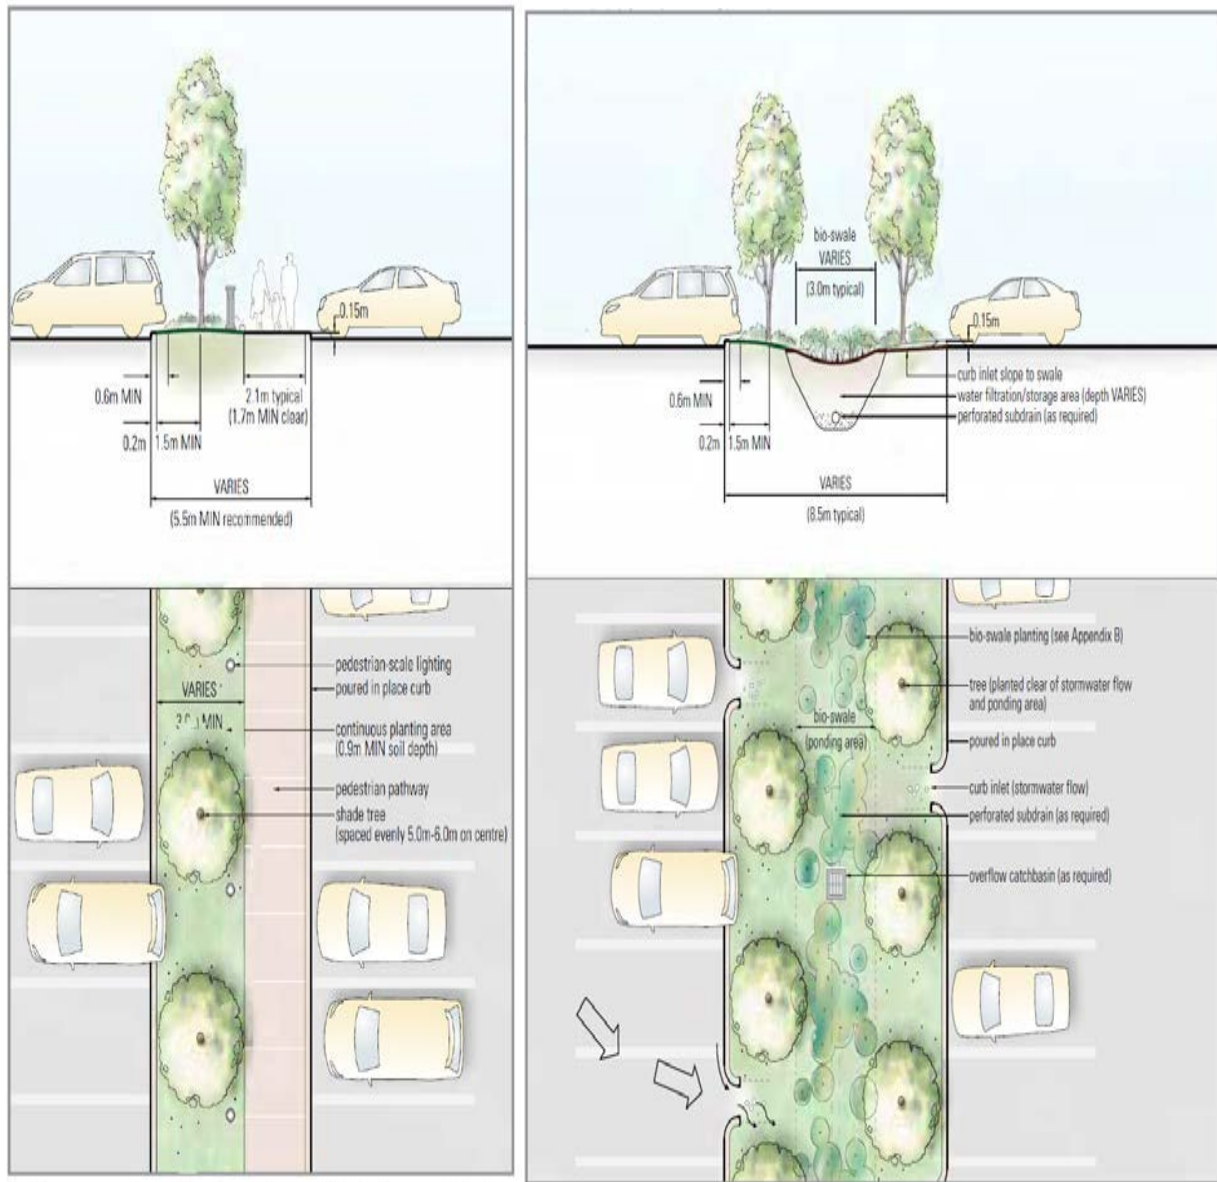 0.15m
0.6m MIN
2.1m typical
(1.7m MIN clear)
0.2m
1.5m MIN
VARIES
(5.5m MIN recommended)
pedestrian-scale lighting
poured in place curb
VARIES
MIN
continuous planting area
(0.9m MIN soil depth)
pedestrian pathway
shade tree
(spaced evenly 5.0m-6.0m on centre)
bio-swale
VARIES
(3.0m typical)
0.15m
curb inlet slope to swale
water filtration/storage area (depth VARIES)
perforated subdrain (as required)
0.6m MIN
0.2m
1.5m MIN
VARIES
(8.5m typical)
bio-swale planting (see Appendix B)
tree (planted clear of stormwater flow
and ponding area)
bio-swale
(ponding area)
poured in place curb
curb inlet (stormwater flow)
perforated subdrain (as required)
overflow catchbasin (as required)